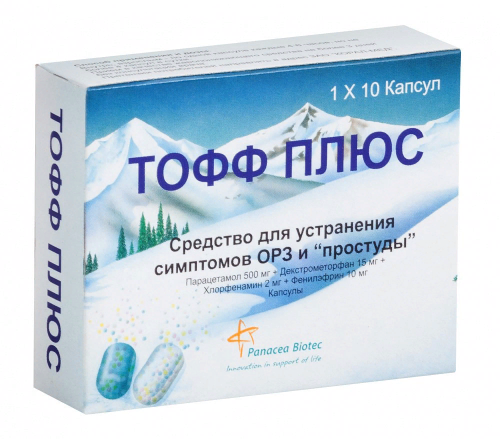 1 X 10 Капсул
ТОФФ ПЛЮС
Средство для устранения
симптомов ОРЗ и "простуды"
Парацетамол 500 мг + Декстрометорфан 15 мг +
Хлорфенамин 2 мг + Фенилэфрин 10 мг
Капсулы
Panacea Biotec
Innovation in support of life
ТОФФ ПЛЮС